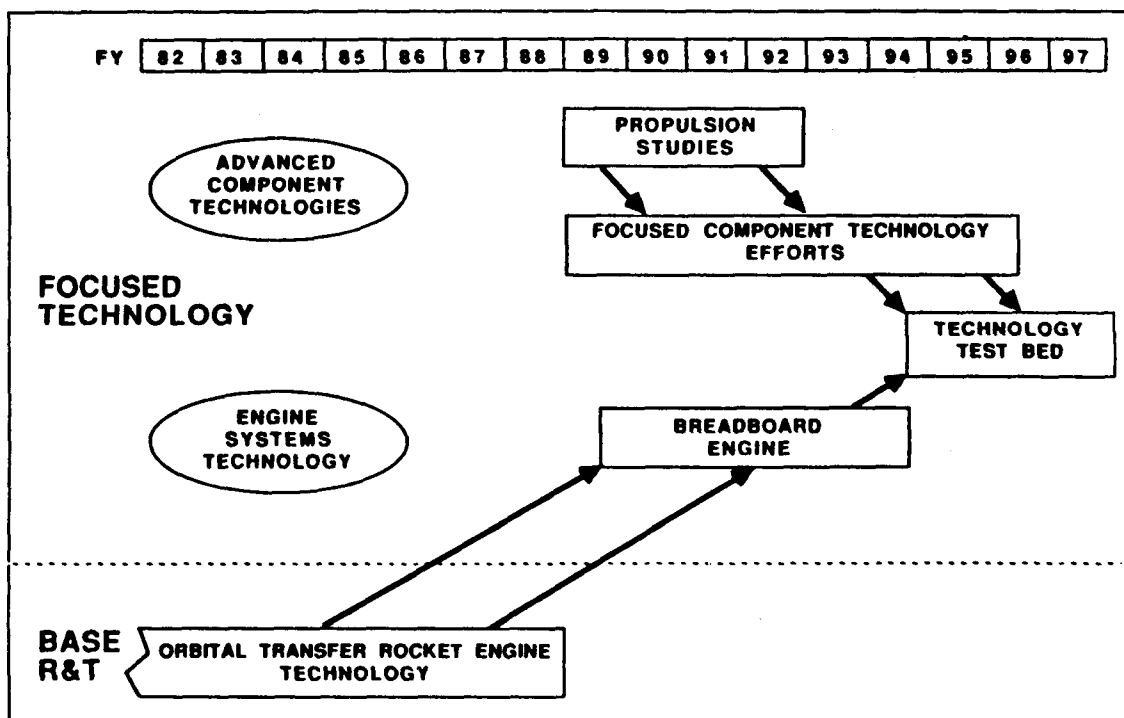 FY 82 83 84 85 86 87 88 89 90 91 92 93 94 95 96 97
PROPULSION
STUDIES
ADVANCED
COMPONENT
TECHNOLOGIES
FOCUSED COMPONENT TECHNOLOGY
EFFORTS
FOCUSED
TECHNOLOGY
TECHNOLOGY
TEST BED
ENGINE
SYSTEMS
TECHNOLOGY
BREADBOARD
ENGINE
BASE
R&T
ORBITAL TRANSFER ROCKET ENGINE
TECHNOLOGY